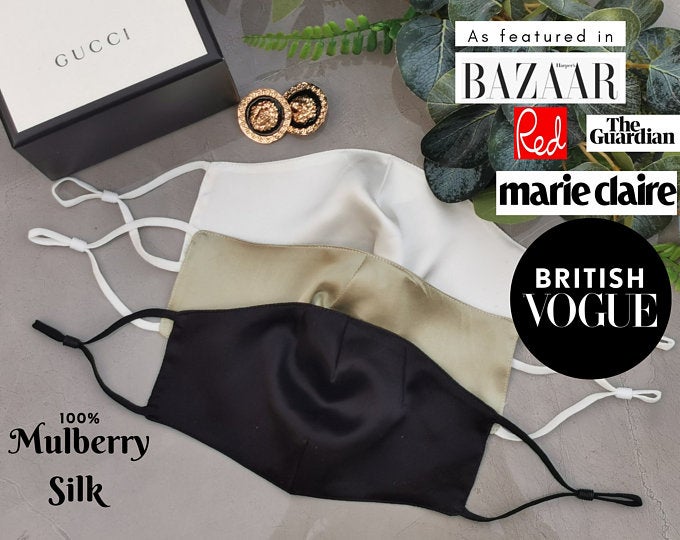 GUCCI
As featured in
Harper's
BAZAAR
Red
The
Guardian
marie claire
BRITISH
VOGUE
100%
Mulberry
Silk